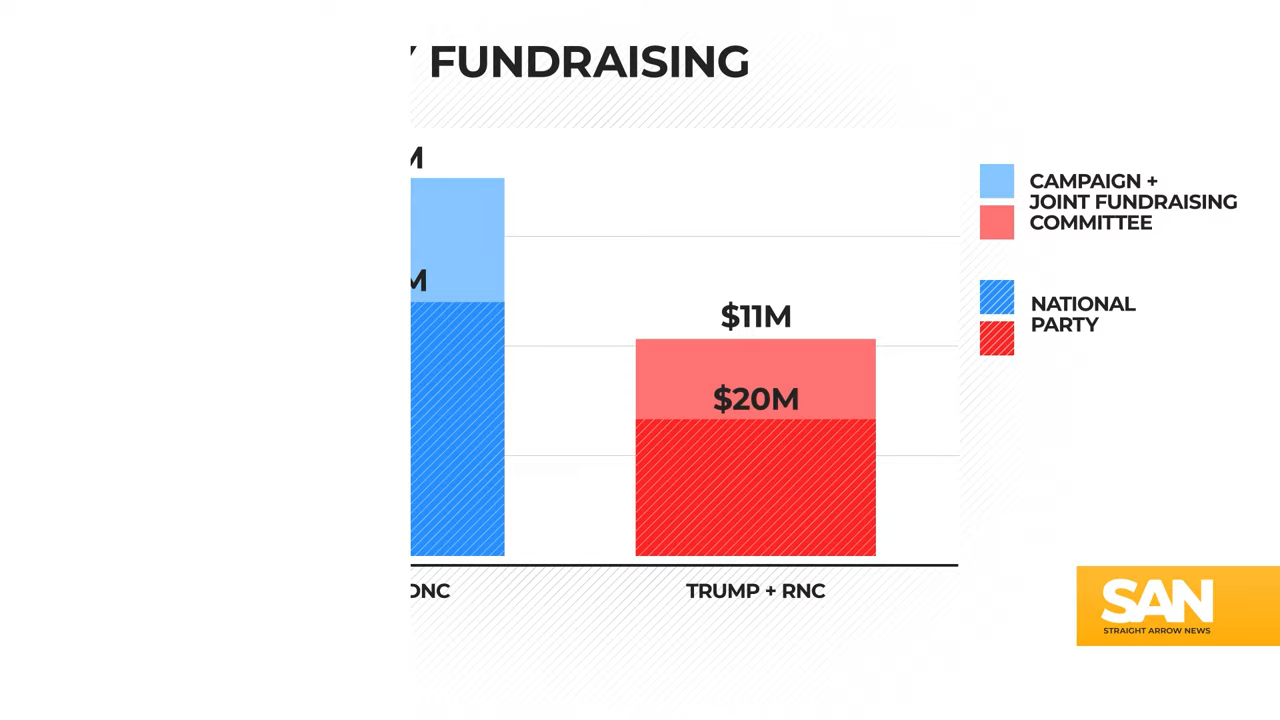 FUNDRAISING
M
M
$11M
$20M
TRUMP + RNC
CAMPAIGN +
JOINT FUNDRAISING
COMMITTEE
NATIONAL
PARTY
SAN
STRAIGHT ARROW NEWS